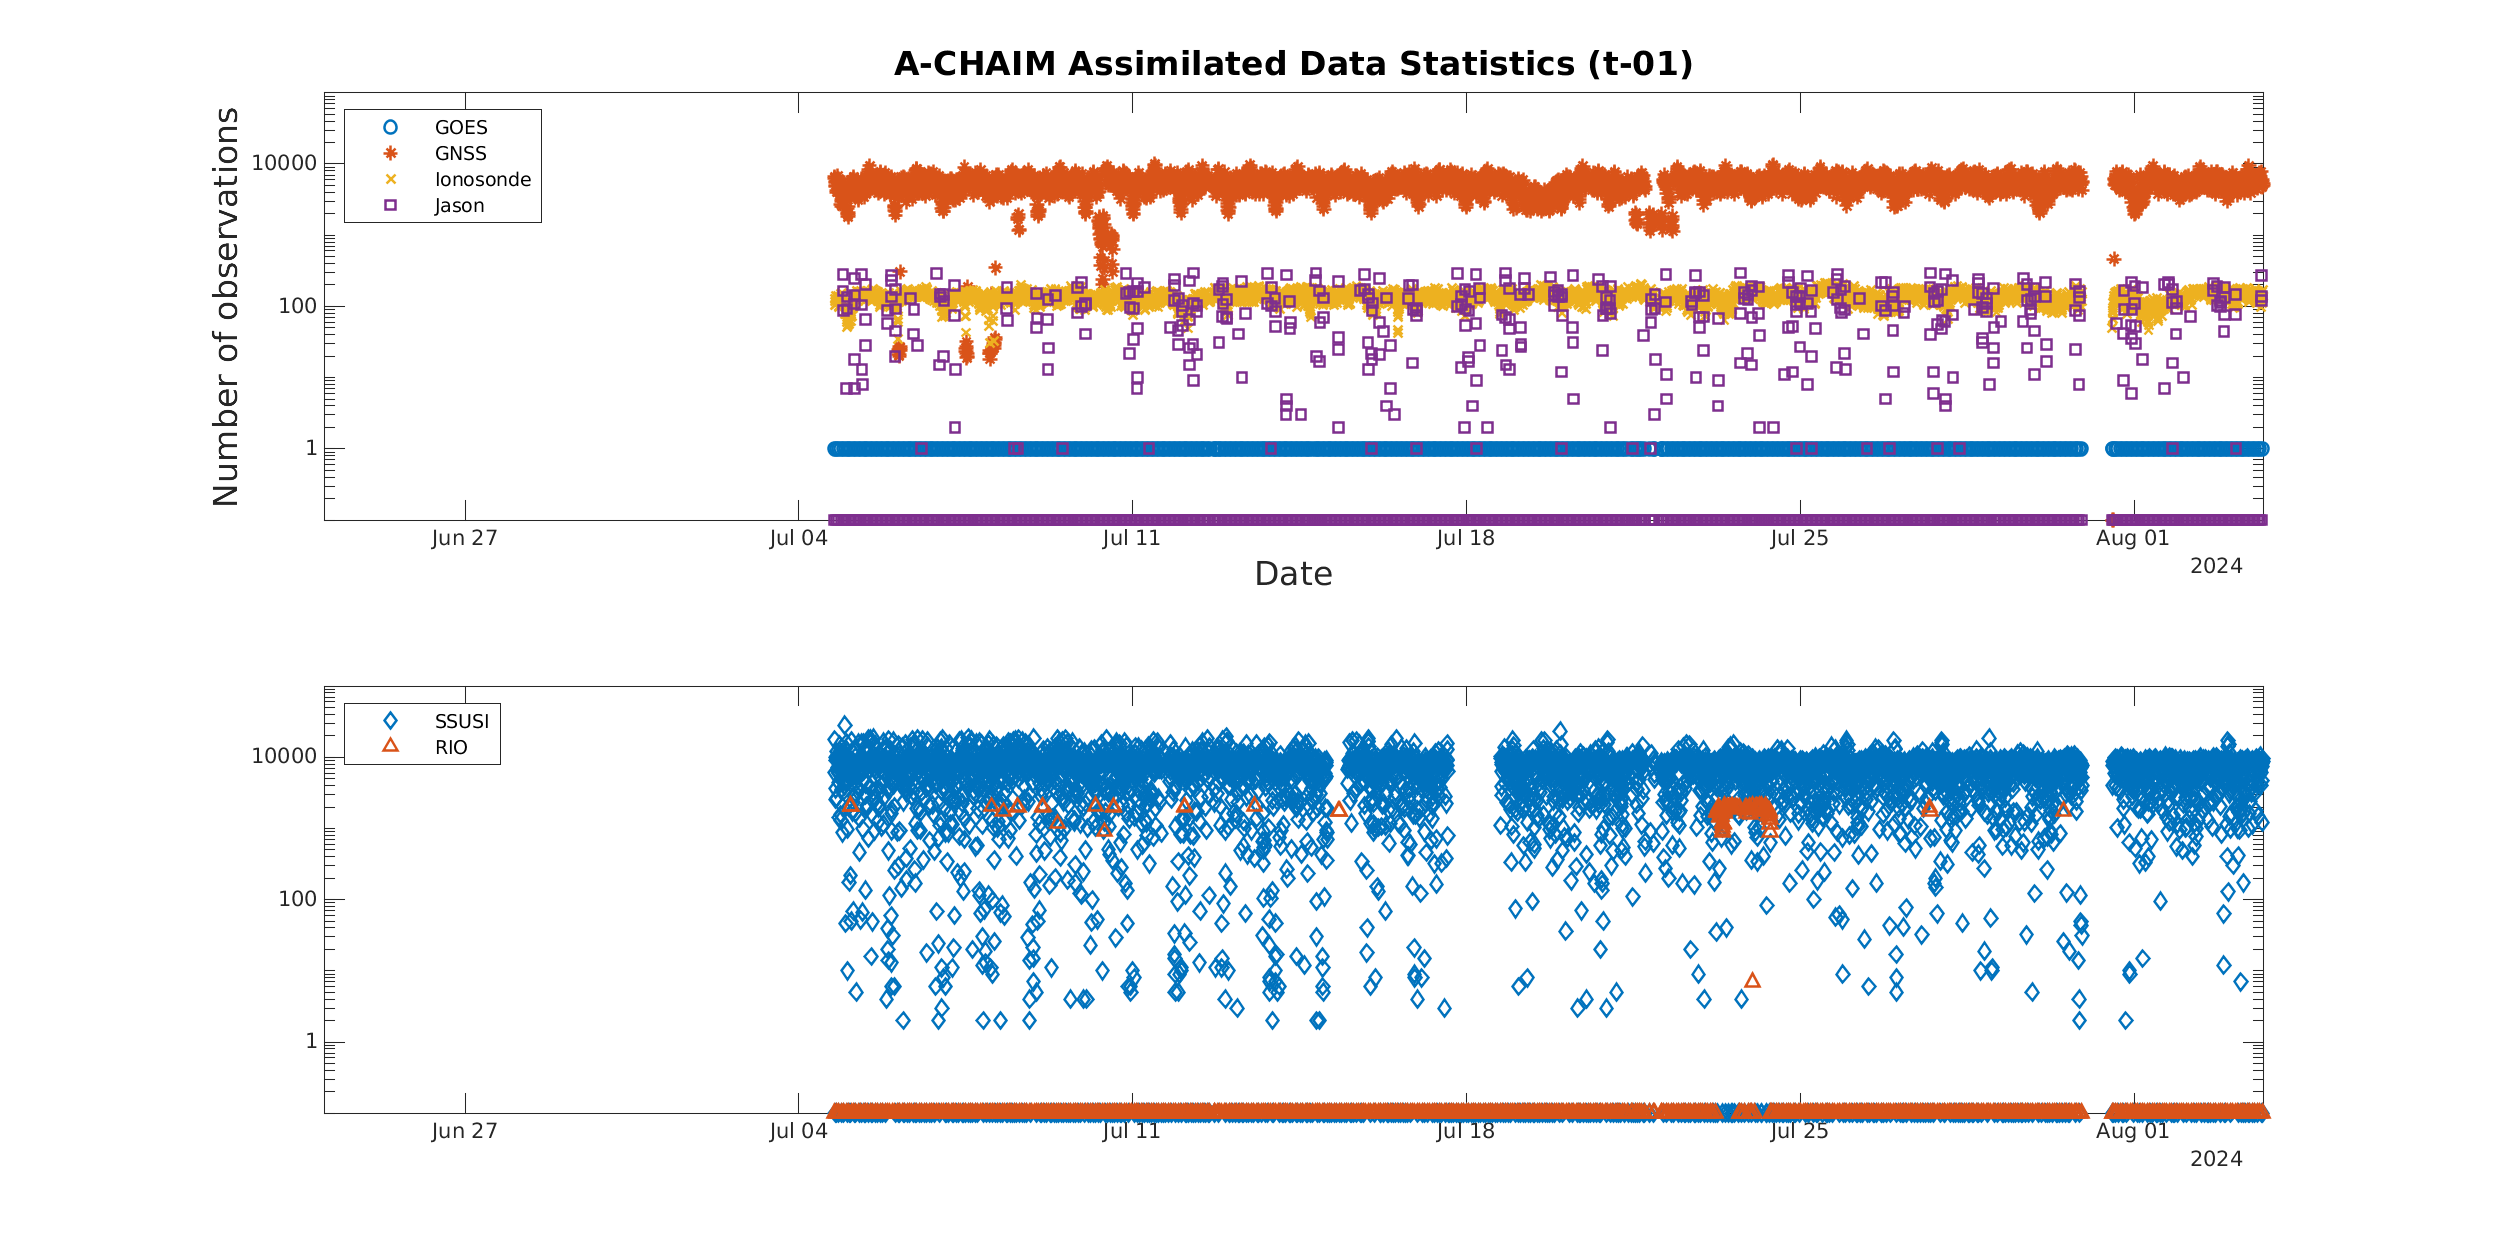 A-CHAIM Assimilated Data Statistics (t-01)
Number of observations
GOES
GNSS
Ionosonde
Jason
10000
100
1
Jun 27
Jul 04
Jul 11
Jul 18
Jul 25
Aug 01
2024
Date
SSUSI
RIO
10000
100
1
Jun 27
Jul 04
Jul 11
Jul 18
Jul 25
Aug 01
2024